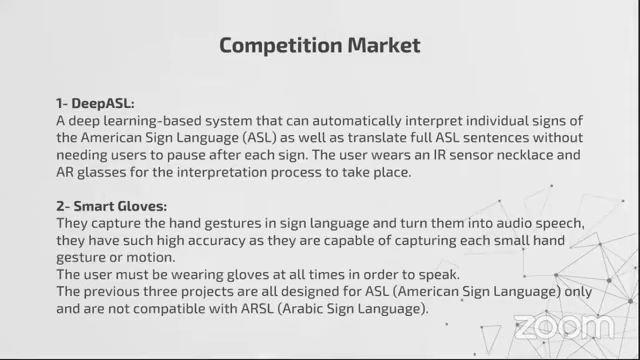 Competition Market
1- DeepASL:
A deep learning-based system that can automatically interpret individual signs of
the American Sign Language (ASL) as well as translate full ASL sentences without
needing users to pause after each sign. The user wears an IR sensor necklace and
AR glasses for the interpretation process to take place.
2- Smart Gloves:
They capture the hand gestures in sign language and turn them into audio speech,
they have such high accuracy as they are capable of capturing each small hand
gesture or motion.
The user must be wearing gloves at all times in order to speak.
The previous three projects are all designed for ASL (American Sign Language) only
and are not compatible with ARSL (Arabic Sign Language).
zoom